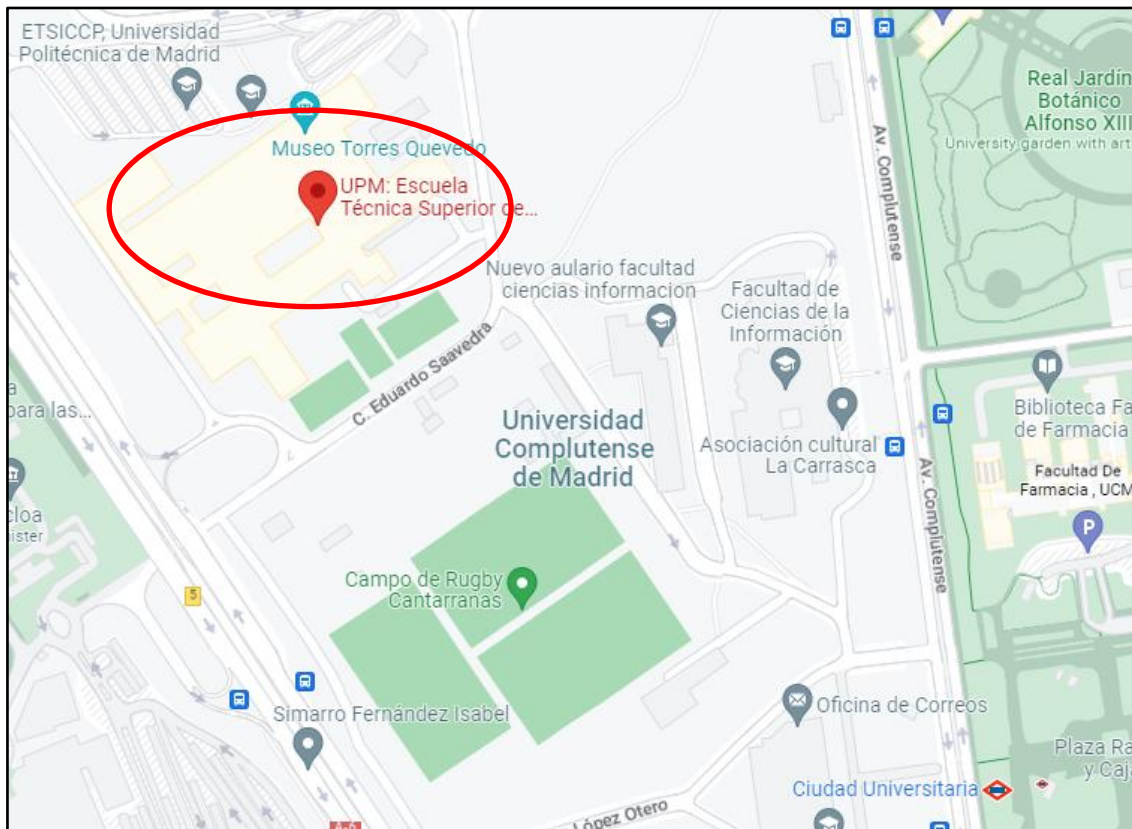 ETSICCP, Universidad
Politécnica de Madrid
Museo Torres Quevedo
UPM: Escuela
Técnica Superior de...
Real Jardín
Botánico
Alfonso XIII
University garden with art
Av. Complutense
Nuevo aulario facultad
ciencias informacion
Facultad de
Ciencias de la
Información
C. Eduardo Saavedra
a
para las...
Universidad
Complutense
de Madrid
Asociación cultural
La Carrasca
Biblioteca Fa
de Farmacia
Facultad De
Farmacia , UCM
P
Av. Complutense
cloa
ister
Campo de Rugby
Cantarranas
5
Simarro Fernández Isabel
Oficina de Correos
Plaza Ra
y Caja
Ciudad Universitaria
López Otero